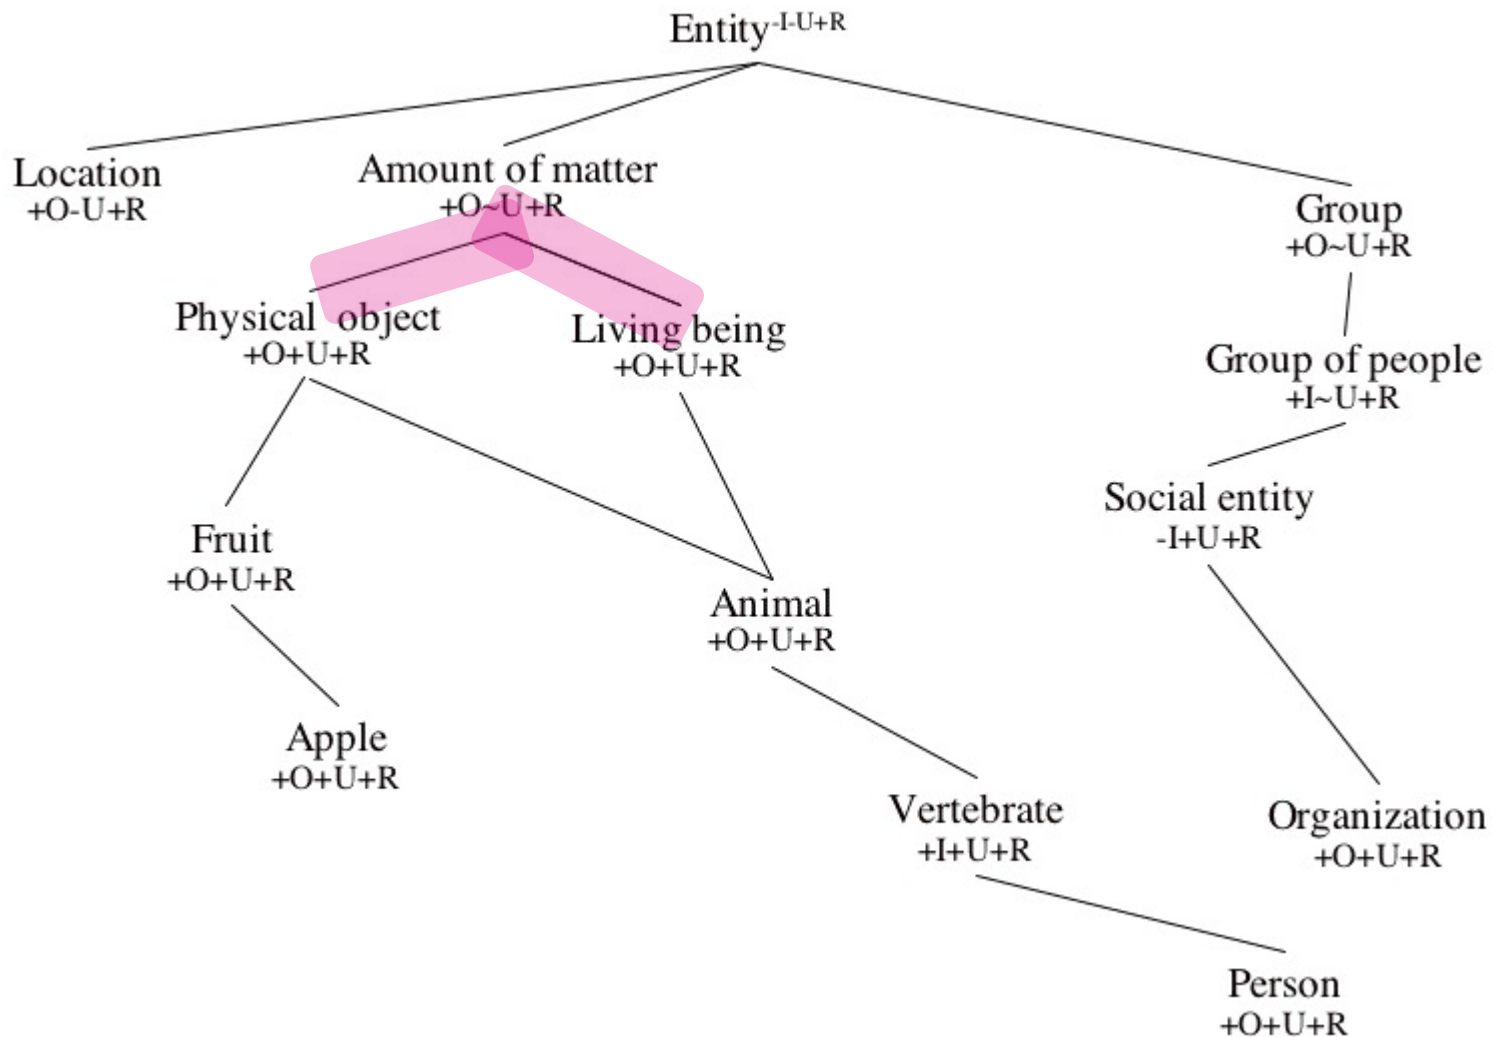 Entity-I-U+R
Location
+O-U+R
Amount of matter
+O~U+R
Group
+O~U+R
Physical object
+O+U+R
Living being
+O+U+R
Group of people
+I~U+R
Social entity
-I+U+R
Fruit
+O+U+R
Animal
+O+U+R
Apple
+O+U+R
Vertebrate
+I+U+R
Organization
+O+U+R
Person
+O+U+R